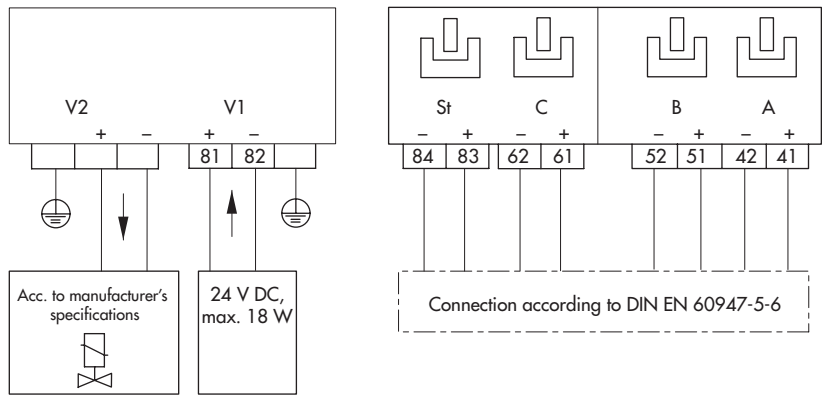 V2 V1
+ – + –
81 82
Acc. to manufacturer's
specifications
24 V DC,
max. 18 W
St C B A
– + – + – + – +
84 83 62 61 52 51 42 41
Connection according to DIN EN 60947-5-6